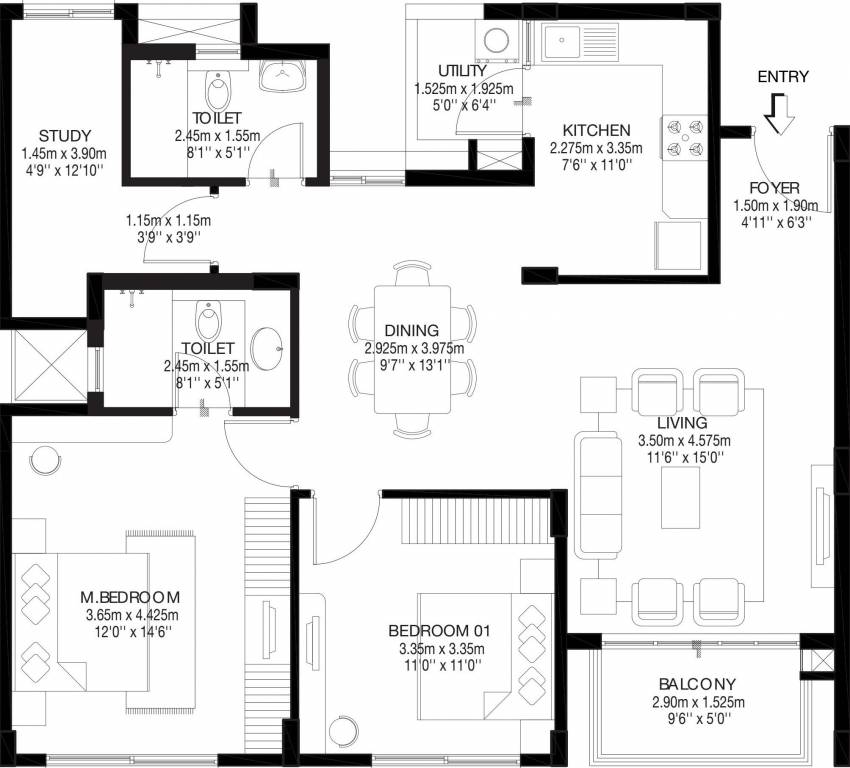 UTILITY
1.525m x 1.925m
5'0'' x 6'4''
ENTRY
TOILET
2.45m x 1.55m
8'1'' x 5'1''
STUDY
1.45m x 3.90m
4'9'' x 12'10''
KITCHEN
2.275m x 3.35m
7'6'' x 11'0''
FOYER
1.50m x 1.90m
4'11'' x 6'3''
1.15m x 1.15m
3'9'' x 3'9''
DINING
2.925m x 3.975m
9'7'' x 13'1''
TOILET
2.45m x 1.55m
8'1'' x 5'1''
LIVING
3.50m x 4.575m
11'6'' x 15'0''
M.BEDROOM
3.65m x 4.425m
12'0'' x 14'6''
BEDROOM 01
3.35m x 3.35m
11'0'' x 11'0''
BALCONY
2.90m x 1.525m
9'6'' x 5'0''